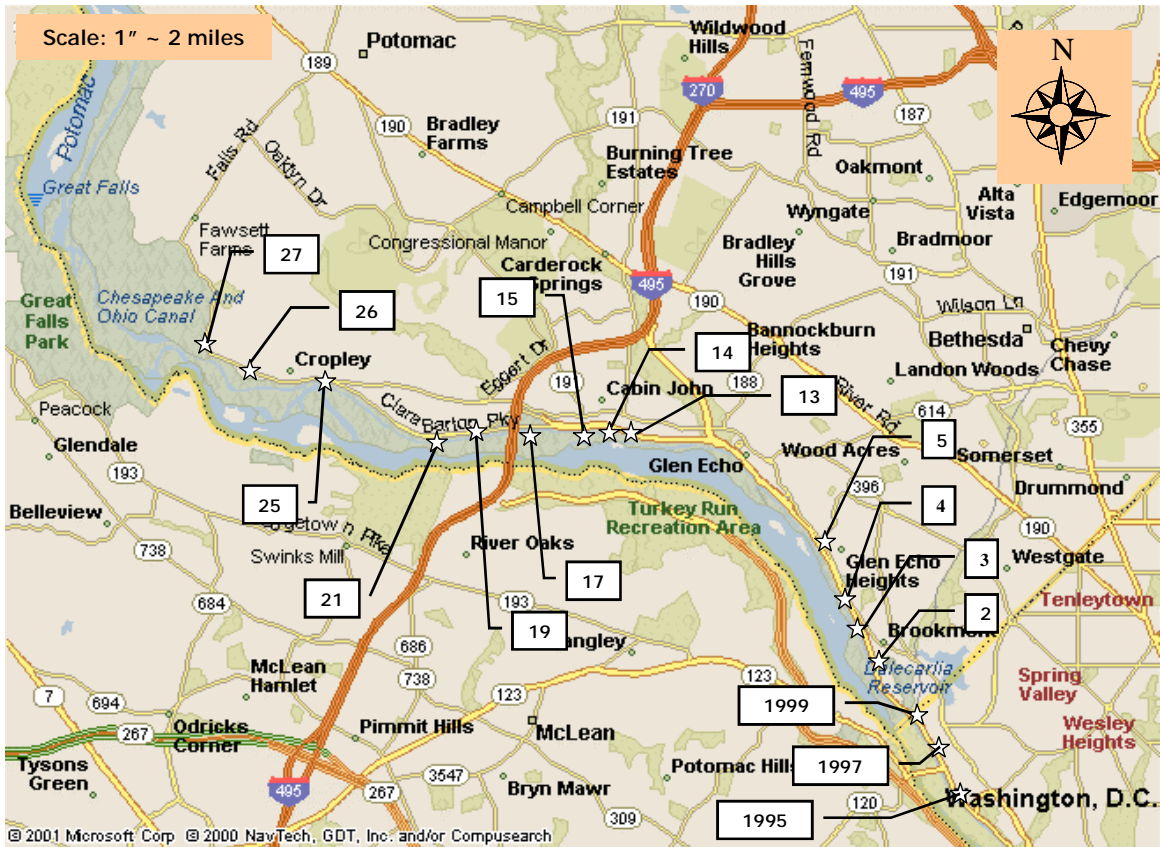 Scale: 1” ~ 2 miles
N
Potomac
Wildwood
Hills
189
270
495
187
Potomac
191
190
Bradley
Farms
Falls Rd
Oaklyn Dr
Fernwood Rd
Burning Tree
Estates
Oakmont
Alta
Vista
Edgemoor
Great Falls
Campbell Corner
Wyngate
Fawsett
Farms
27
Congressional Manor
Bradley
Hills
Grove
Bradmoor
Carderock
Springs
15
495
191
190
Great
Falls
Park
Chesapeake And
Ohio Canal
26
Wilson Ln
Bethesda
Chevy
Chase
14
Bannockburn
Heights
Cropley
Eggert Dr
191
Cabin John
188
Landon Woods
13
River Rd
614
355
Peacock
Clara Barton Pky
Glendale
193
Glen Echo
Wood Acres
5
Somerset
396
Drummond
25
4
190
Belleview
Turkey Run
Recreation Area
738
Swinks Mill
River Oaks
Glen Echo
Heights
3
Westgate
17
21
684
193
19
2
Tenleytown
Brookmont
686
McLean
Hamlet
738
123
123
Dalecarlia
Reservoir
Spring
Valley
7
694
1999
267
Odricks
Corner
Pimmit Hills
McLean
Wesley
Heights
Tysons
Green
495
267
3547
Bryn Mawr
Potomac Hills
1997
309
120
1995
Washington, D.C.
© 2001 Microsoft Corp © 2000 NavTech, GDT, Inc. and/or Compusearch